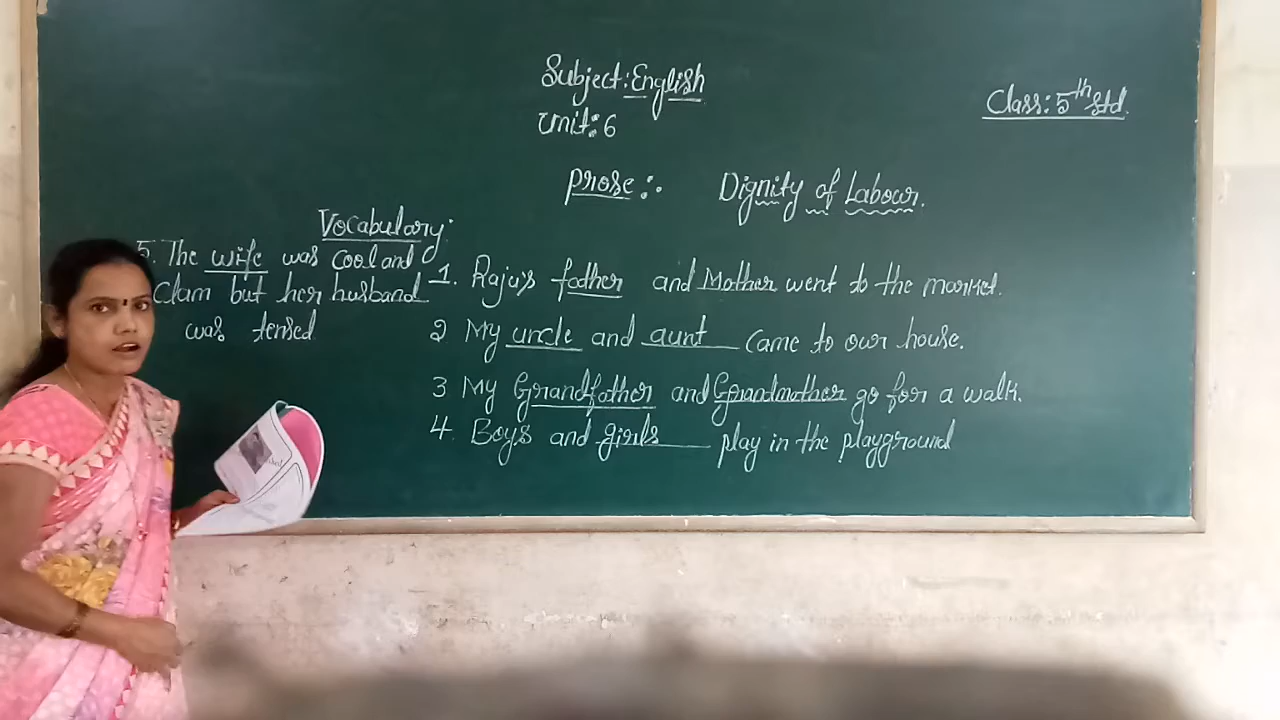 Subject: English
Unit: 6
Class: 5th Std.
Prose :- Dignity of Labour.
Vocabulary:
1. Raju's father and Mother went to the market.
2 My uncle and aunt came to our house.
3 My Grandfather and Grandmother go for a walk.
4. Boys and girls play in the playground
5. The wife was cool and
Clam but her husband
was tensed